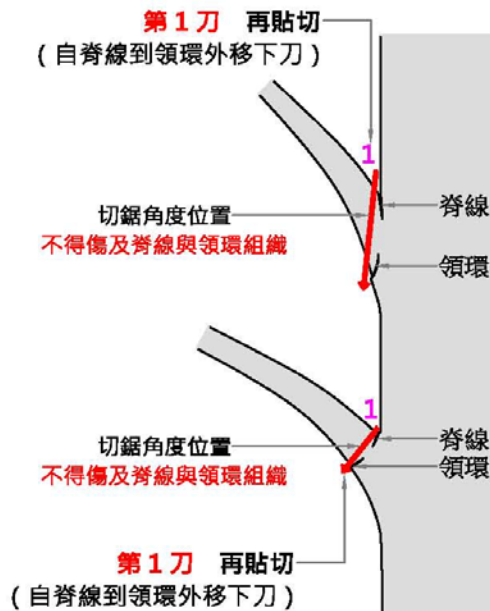 第1刀 再貼切
(自脊線到領環外移下刀)
1
脊線
切鋸角度位置
不得傷及脊線與領環組織
領環
1
切鋸角度位置
脊線
不得傷及脊線與領環組織
領環
第1刀 再貼切
(自脊線到領環外移下刀)